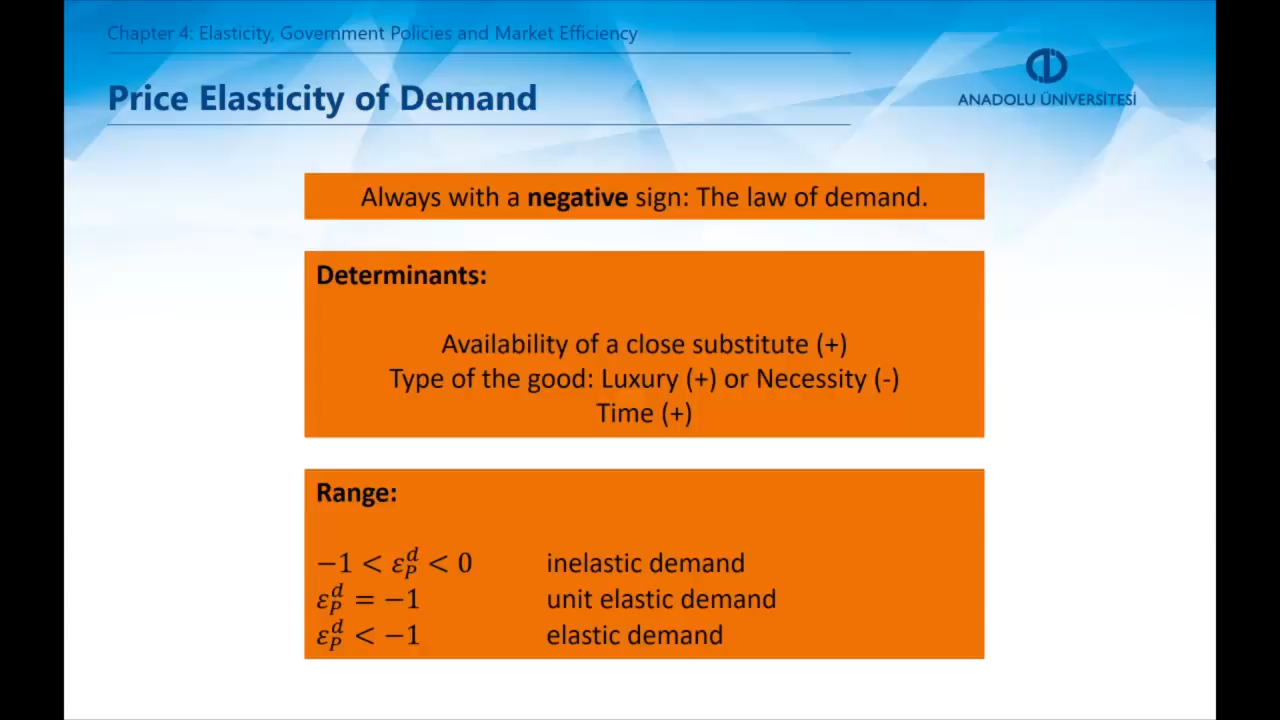 Chapter 4: Elasticity, Government Policies and Market Efficiency
Price Elasticity of Demand
ANADOLU ÜNİVERSİTESİ
Always with a negative sign: The law of demand.
Determinants:
Availability of a close substitute (+)
Type of the good: Luxury (+) or Necessity (-)
Time (+)
Range:
−1 < ε_P^d < 0 inelastic demand
ε_P^d = −1 unit elastic demand
ε_P^d < −1 elastic demand